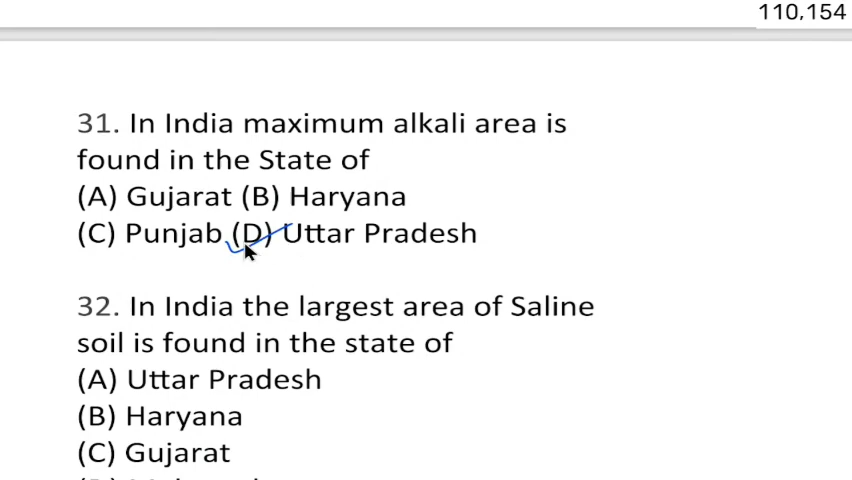 110,154
31. In India maximum alkali area is
found in the State of
(A) Gujarat (B) Haryana
(C) Punjab (D) Uttar Pradesh
32. In India the largest area of Saline
soil is found in the state of
(A) Uttar Pradesh
(B) Haryana
(C) Gujarat